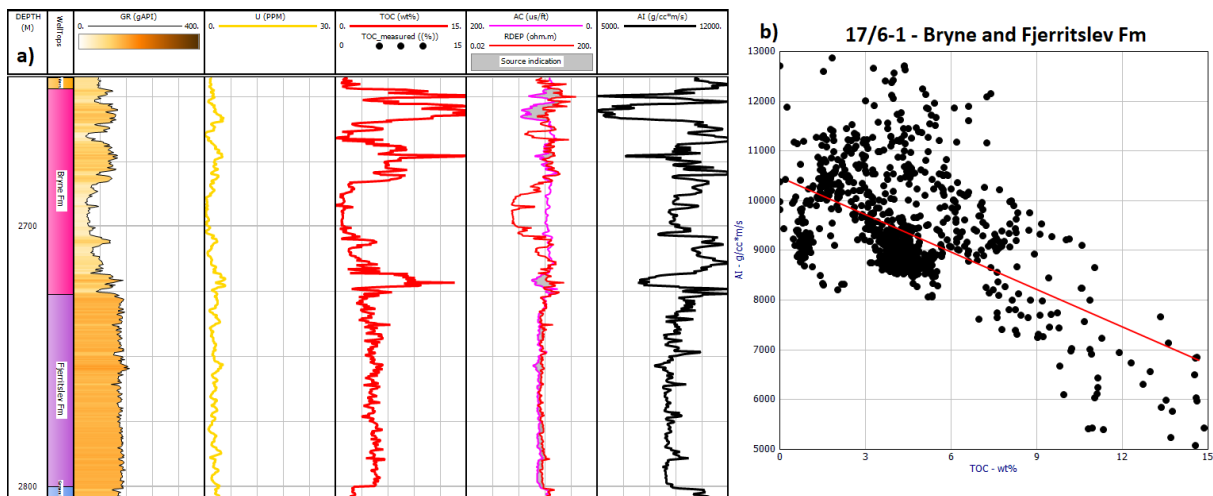 a)
DEPTH
(M)
WellTops
GR (gAPI)
0. 400.
U (PPM)
0. 30.
TOC (wt%)
0. 15.
TOC_measured ((%))
0 15
AC (us/ft)
200. 0.
RDEP (ohm.m)
0.02 200.
Source indication
AI (g/cc*m/s)
5000. 12000.
Bryne Fm
2700
Fjerritslev Fm
2800
b)
17/6-1 - Bryne and Fjerritslev Fm
13000
12000
11000
10000
9000
8000
7000
6000
5000
AI - g/cc*m/s
0 3 6 9 12 15
TOC - wt%